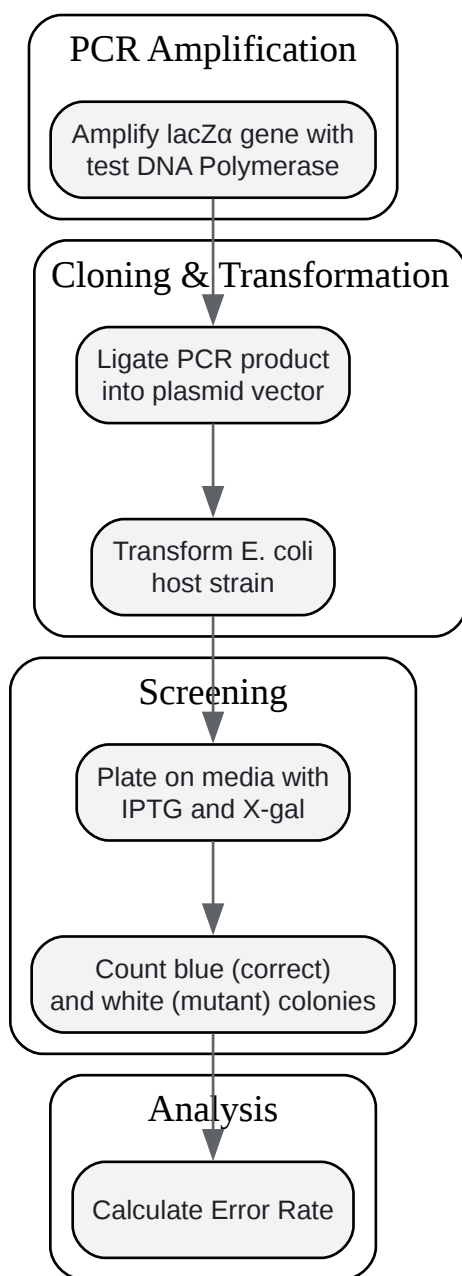 PCR Amplification
Amplify lacZα gene with
test DNA Polymerase
Cloning & Transformation
Ligate PCR product
into plasmid vector
Transform E. coli
host strain
Screening
Plate on media with
IPTG and X-gal
Count blue (correct)
and white (mutant) colonies
Analysis
Calculate Error Rate